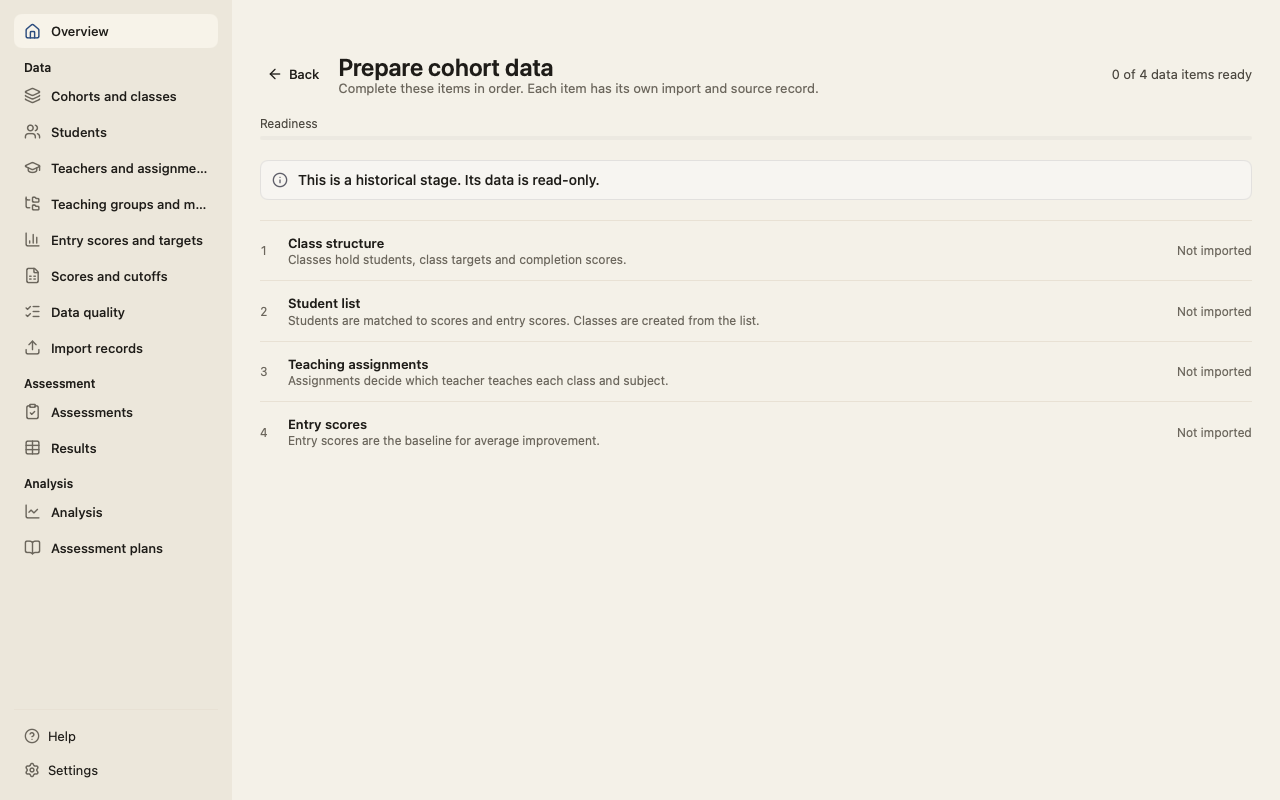 Overview
Data
Cohorts and classes
Students
Teachers and assignme...
Teaching groups and m...
Entry scores and targets
Scores and cutoffs
Data quality
Import records
Assessment
Assessments
Results
Analysis
Analysis
Assessment plans
Help
Settings
Back
Prepare cohort data
Complete these items in order. Each item has its own import and source record.
0 of 4 data items ready
Readiness
This is a historical stage. Its data is read-only.
1
Class structure
Classes hold students, class targets and completion scores.
Not imported
2
Student list
Students are matched to scores and entry scores. Classes are created from the list.
Not imported
3
Teaching assignments
Assignments decide which teacher teaches each class and subject.
Not imported
4
Entry scores
Entry scores are the baseline for average improvement.
Not imported